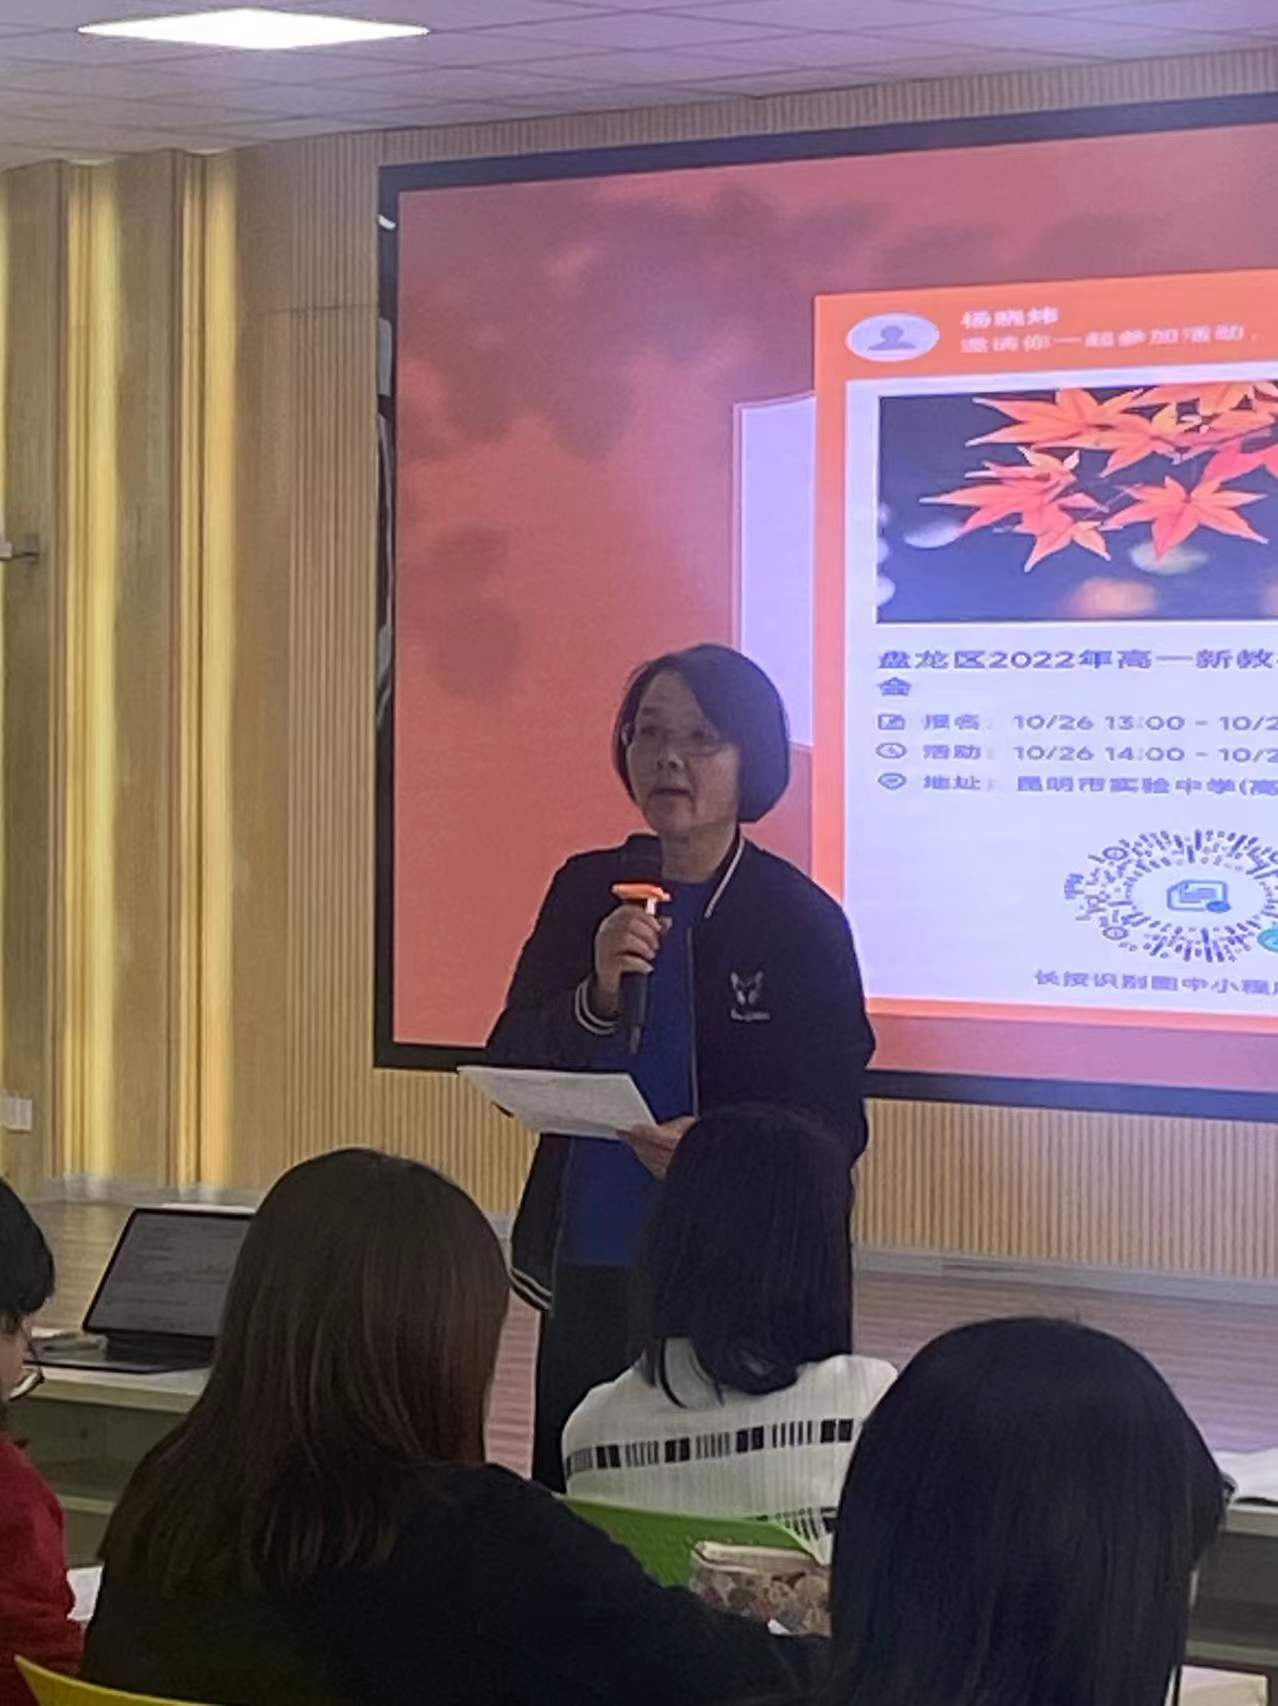 杨晓炜
邀请你一起参加活动，
盘龙区2022年高一新教
会
报名： 10/26 13:00 - 10/2
活动： 10/26 14:00 - 10/2
地址： 昆明市实验中学(高
长按识别图中小程